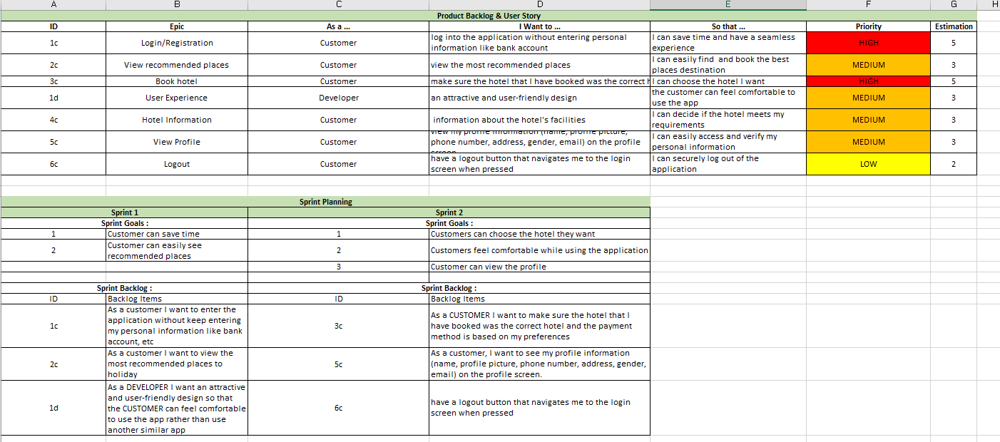 A B C D E F G H
Product Backlog & User Story
ID Epic As a ... I Want to ... So that ... Priority Estimation
1c Login/Registration Customer log into the application without entering personal I can save time and have a seamless HIGH 5
information like bank account experience
2c View recommended places Customer view the most recommended places I can easily find and book the best MEDIUM 3
places destination
3c Book hotel Customer make sure the hotel that I have booked was the correct h I can choose the hotel I want HIGH 5
1d User Experience Developer an attractive and user-friendly design the customer can feel comfortable to MEDIUM 3
use the app
4c Hotel Information Customer information about the hotel's facilities I can decide if the hotel meets my MEDIUM 3
requirements
view my profile information (name, profile picture,
5c View Profile Customer phone number, address, gender, email) on the profile I can easily access and verify my MEDIUM 3
screen personal information
6c Logout Customer have a logout button that navigates me to the login I can securely log out of the LOW 2
screen when pressed application
Sprint Planning
Sprint 1 Sprint 2
Sprint Goals : Sprint Goals :
1 Customer can save time 1 Customers can choose the hotel they want
2 Customer can easily see 2 Customers feel comfortable while using the application
recommended places
3 Customer can view the profile
Sprint Backlog : Sprint Backlog :
ID Backlog Items ID Backlog Items
1c As a customer I want to enter the 3c As a CUSTOMER I want to make sure the hotel that I
application without keep entering have booked was the correct hotel and the payment
my personal information like bank method is based on my preferences
account, etc
2c As a customer I want to view the 5c As a customer, I want to see my profile information
most recommended places to (name, profile picture, phone number, address, gender,
holiday email) on the profile screen.
1d As a DEVELOPER I want an attractive 6c have a logout button that navigates me to the login
and user-friendly design so that screen when pressed
the CUSTOMER can feel comfortable
to use the app rather than use
another similar app